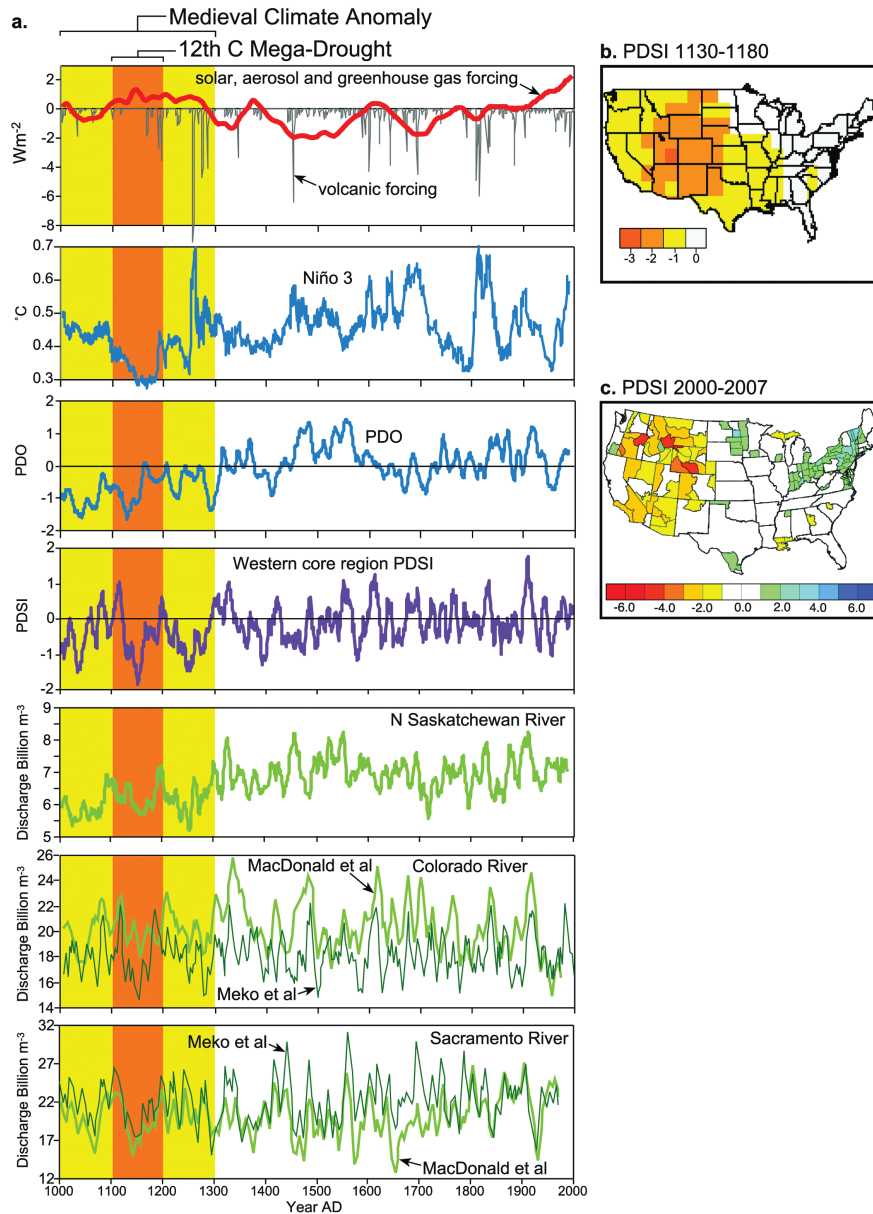 a.
Medieval Climate Anomaly
12th C Mega-Drought
solar, aerosol and greenhouse gas forcing
volcanic forcing
Wm-2
2
0
-2
-4
-6
-8
Niño 3
°C
0.7
0.6
0.5
0.4
0.3
PDO
PDO
2
1
0
-1
-2
Western core region PDSI
PDSI
2
1
0
-1
-2
N Saskatchewan River
Discharge Billion m-3
9
8
7
6
5
MacDonald et al
Colorado River
Meko et al
Discharge Billion m-3
26
24
22
20
18
16
14
Meko et al
Sacramento River
MacDonald et al
Discharge Billion m-3
32
27
22
17
12
1000 1100 1200 1300 1400 1500 1600 1700 1800 1900 2000
Year AD
b. PDSI 1130-1180
-3 -2 -1 0
c. PDSI 2000-2007
-6.0 -4.0 -2.0 0.0 2.0 4.0 6.0